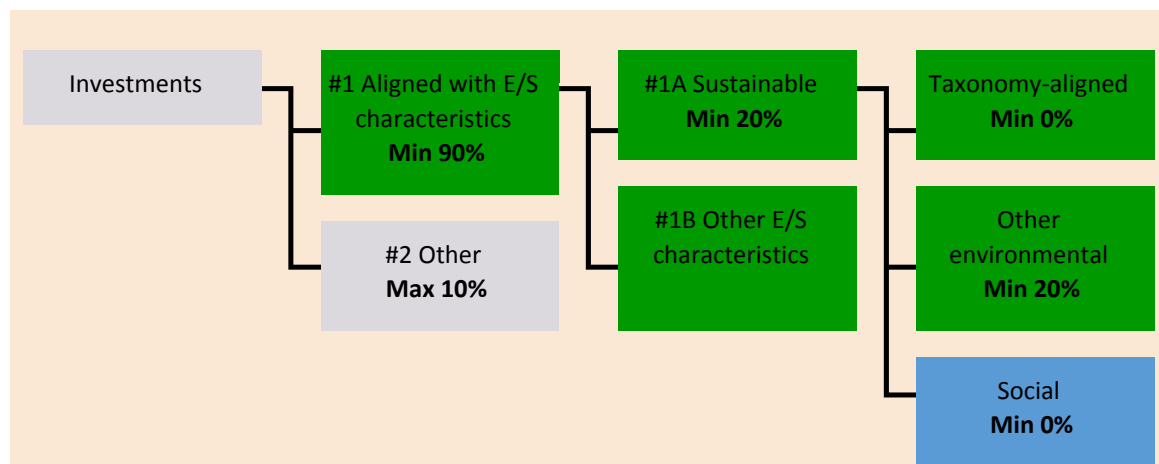 Investments
#1 Aligned with E/S
characteristics
Min 90%
#2 Other
Max 10%
#1A Sustainable
Min 20%
#1B Other E/S
characteristics
Taxonomy-aligned
Min 0%
Other
environmental
Min 20%
Social
Min 0%